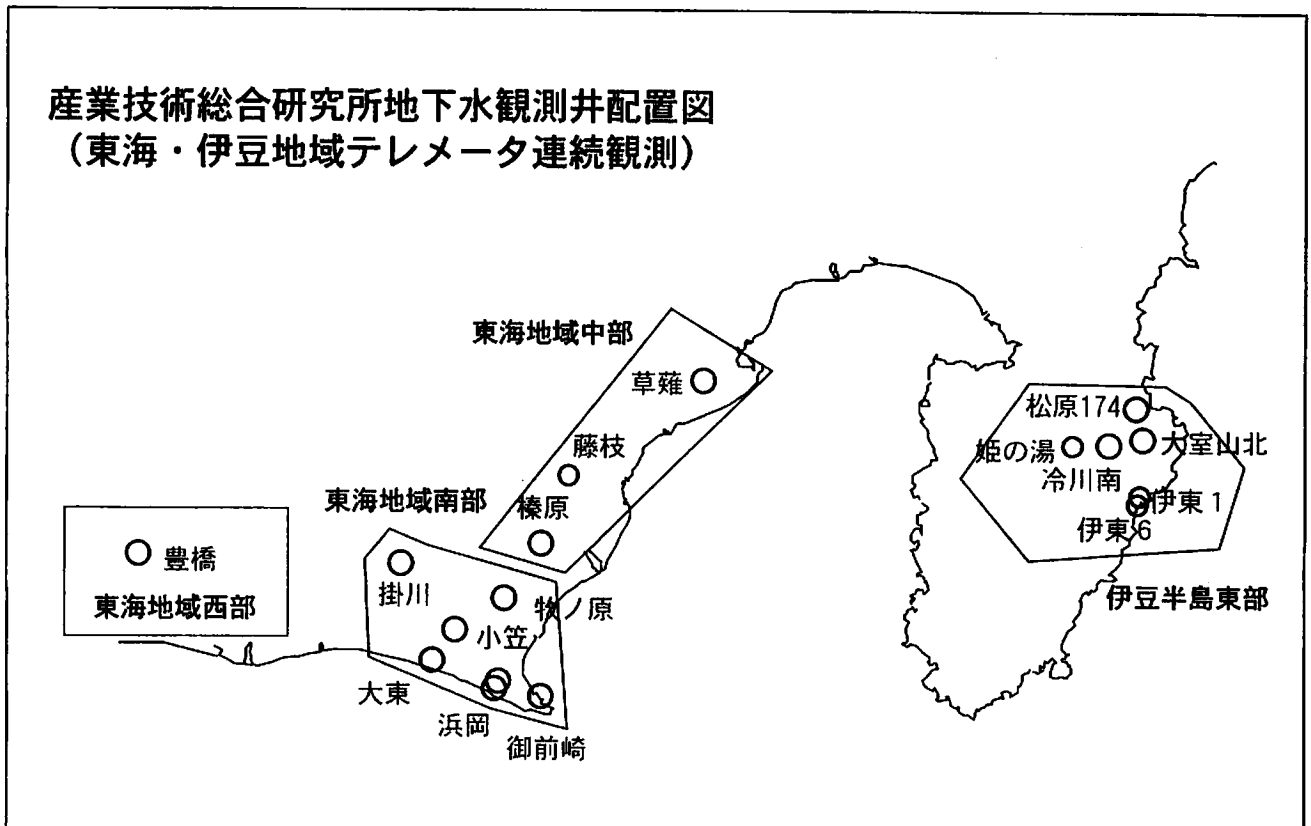 産業技術総合研究所地下水観測井配置図
(東海・伊豆地域テレメータ連続観測)
東海地域中部
草薙
藤枝
榛原
東海地域南部
掛川
牧ノ原
小笠
大東
浜岡
御前崎
豊橋
東海地域西部
松原174
姫の湯
大室山北
冷川南
伊東1
伊東6
伊豆半島東部